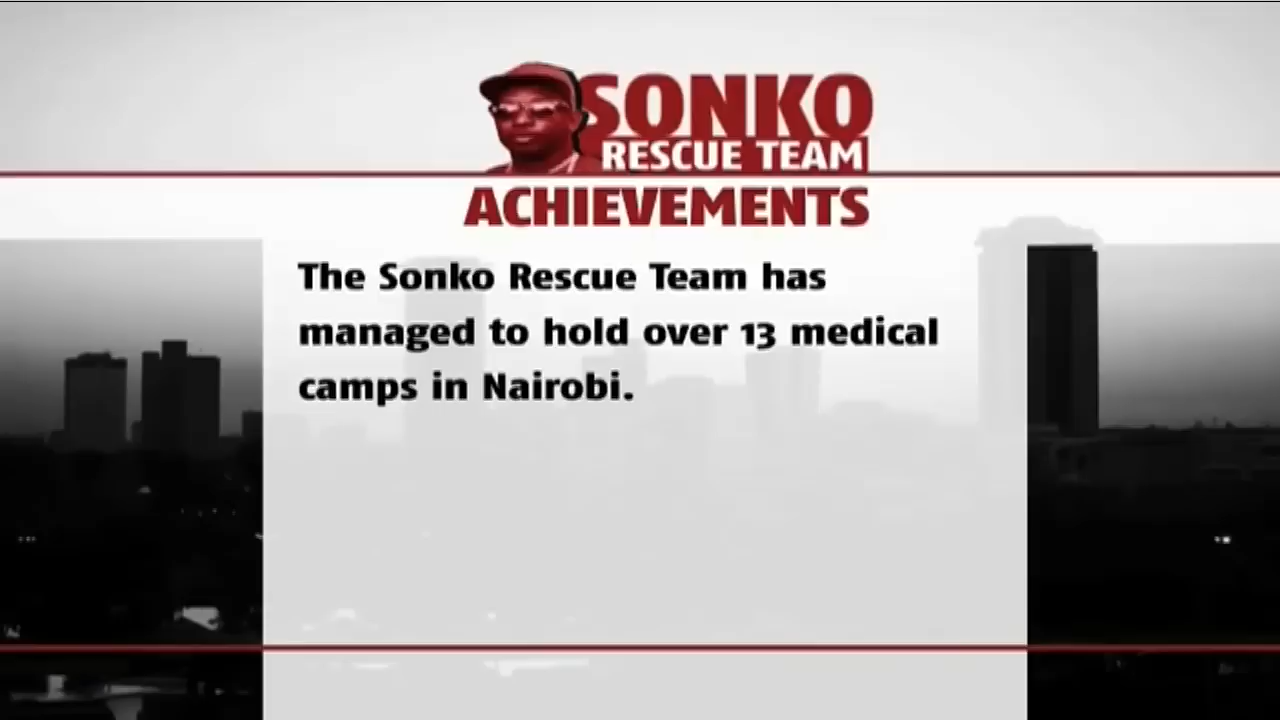 SONKO
RESCUE TEAM
ACHIEVEMENTS
The Sonko Rescue Team has
managed to hold over 13 medical
camps in Nairobi.